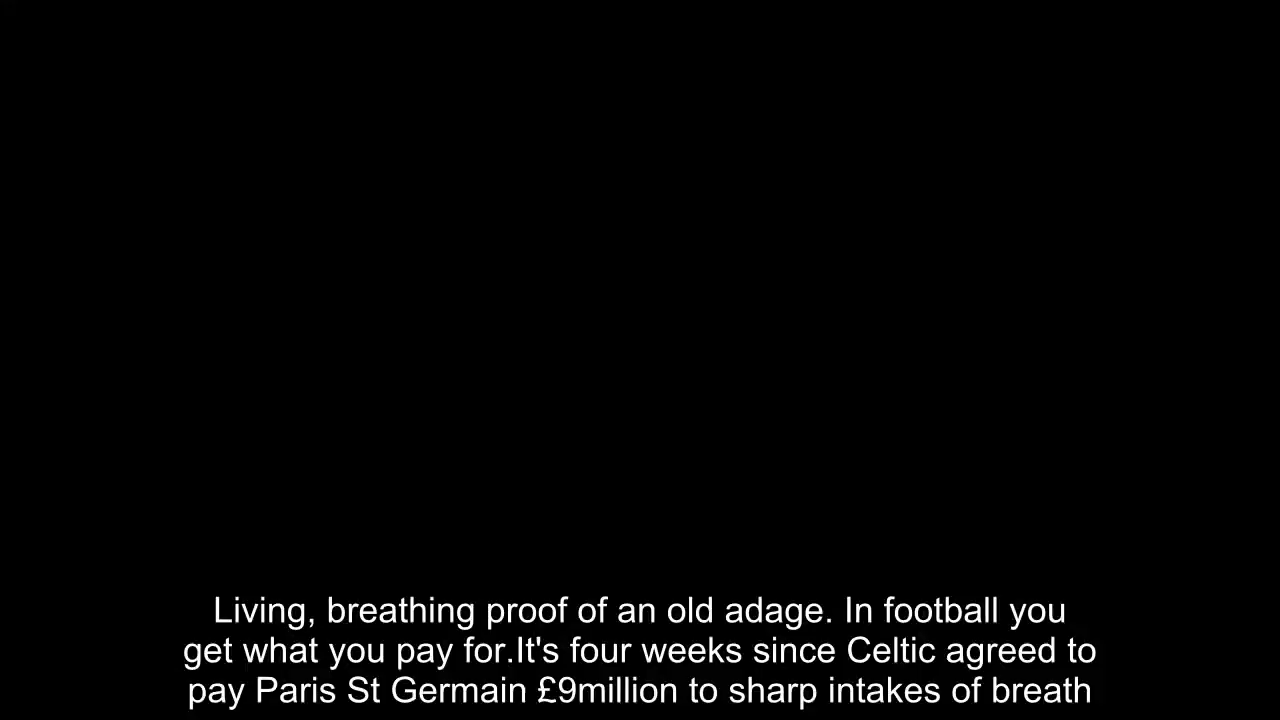 Living, breathing proof of an old adage. In football you
get what you pay for.It's four weeks since Celtic agreed to
pay Paris St Germain £9million to sharp intakes of breath